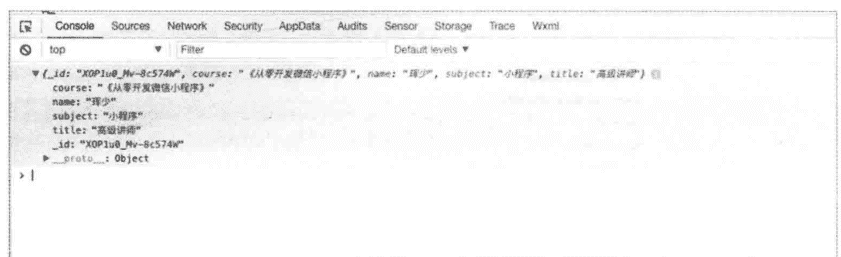 Console Sources Network Security AppData Audits Sensor Storage Trace Wxml
top ▼ Filter Default levels ▼
▼{_id: "XOP1u0_Mv-8c574W", course: " 《从零开发微信小程序》", name: "珲少", subject: "小程序", title: "高级讲师"}
course: " 《从零开发微信小程序》"
name: "珲少"
subject: "小程序"
title: "高级讲师"
_id: "XOP1u0_Mv-8c574W"
▶ __proto__: Object
>